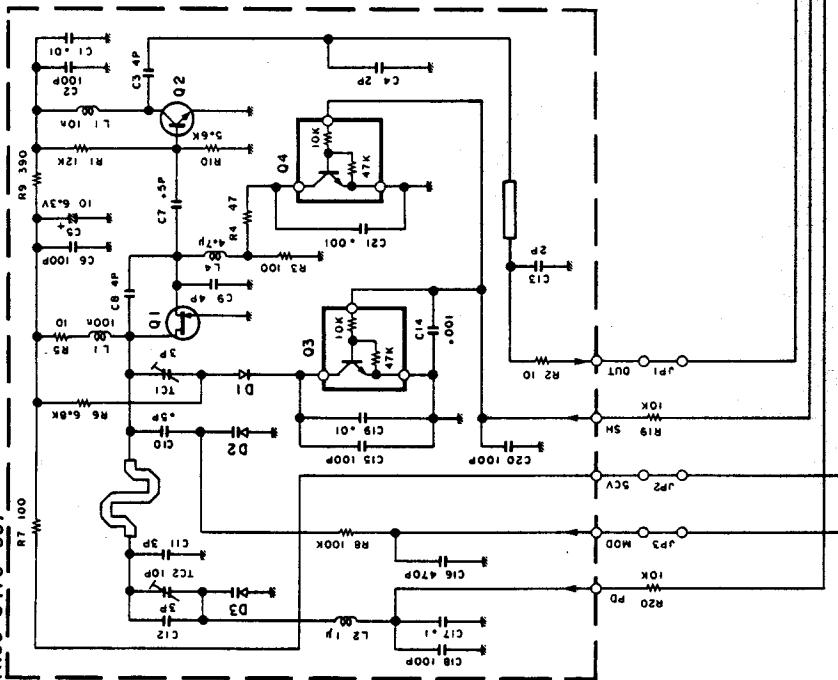 C1 .01
C2 100P
L1 10n
C3 4P
Q2
C4 2P
R9 390
R1 12K
5.6K
R10
C5 10 6.3V
+
C6 100P
C7 .5P
R4 47
L4 4.7µ
R3 100
Q4
10K
47K
C21 .001
C8 4P
C9 4P
Q1
R5 10
L1 100n
TC1 3P
D1
Q3
10K
47K
C14 .001
C13 2P
R2 10
OUT
JP1
R6 6.8K
C10 .5P
D2
C19 .01
C15 100P
C20 100P
SH
R19 10K
R7 100
5CV
JP2
C11 3P
R8 100K
C16 470P
MOD
JP3
TC2 10P
3P
C12
D3
L2 1µ
C17 .1
C18 100P
PD
R20 10K